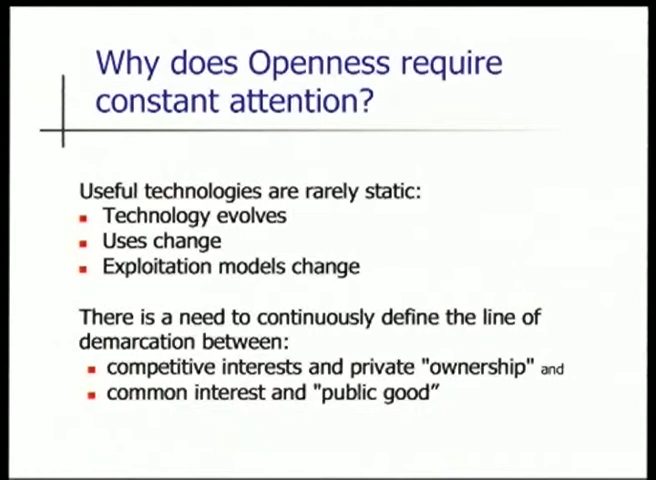 Why does Openness require
constant attention?
Useful technologies are rarely static:
Technology evolves
Uses change
Exploitation models change
There is a need to continuously define the line of
demarcation between:
competitive interests and private "ownership" and
common interest and "public good”